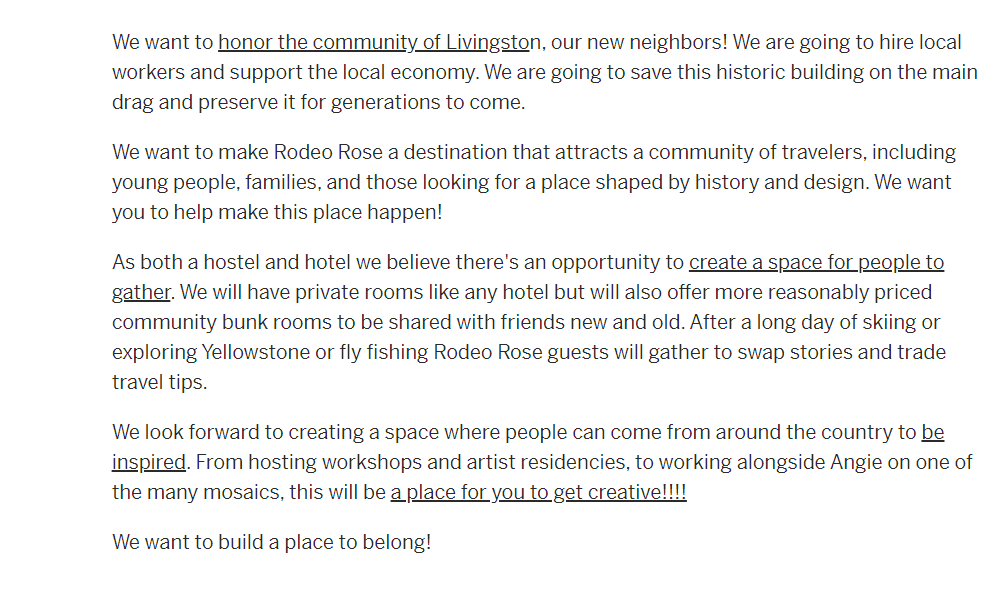 We want to honor the community of Livingston, our new neighbors! We are going to hire local
workers and support the local economy. We are going to save this historic building on the main
drag and preserve it for generations to come.
We want to make Rodeo Rose a destination that attracts a community of travelers, including
young people, families, and those looking for a place shaped by history and design. We want
you to help make this place happen!
As both a hostel and hotel we believe there's an opportunity to create a space for people to
gather. We will have private rooms like any hotel but will also offer more reasonably priced
community bunk rooms to be shared with friends new and old. After a long day of skiing or
exploring Yellowstone or fly fishing Rodeo Rose guests will gather to swap stories and trade
travel tips.
We look forward to creating a space where people can come from around the country to be
inspired. From hosting workshops and artist residencies, to working alongside Angie on one of
the many mosaics, this will be a place for you to get creative!!!!
We want to build a place to belong!